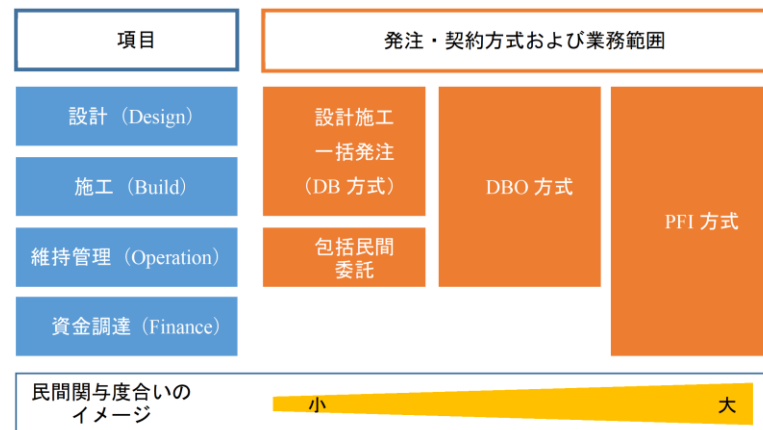 項目
発注・契約方式および業務範囲
設計（Design）
施工（Build）
維持管理（Operation）
資金調達（Finance）
設計施工
一括発注
（DB 方式）
包括民間
委託
DBO 方式
PFI 方式
民間関与度合いの
イメージ
小
大